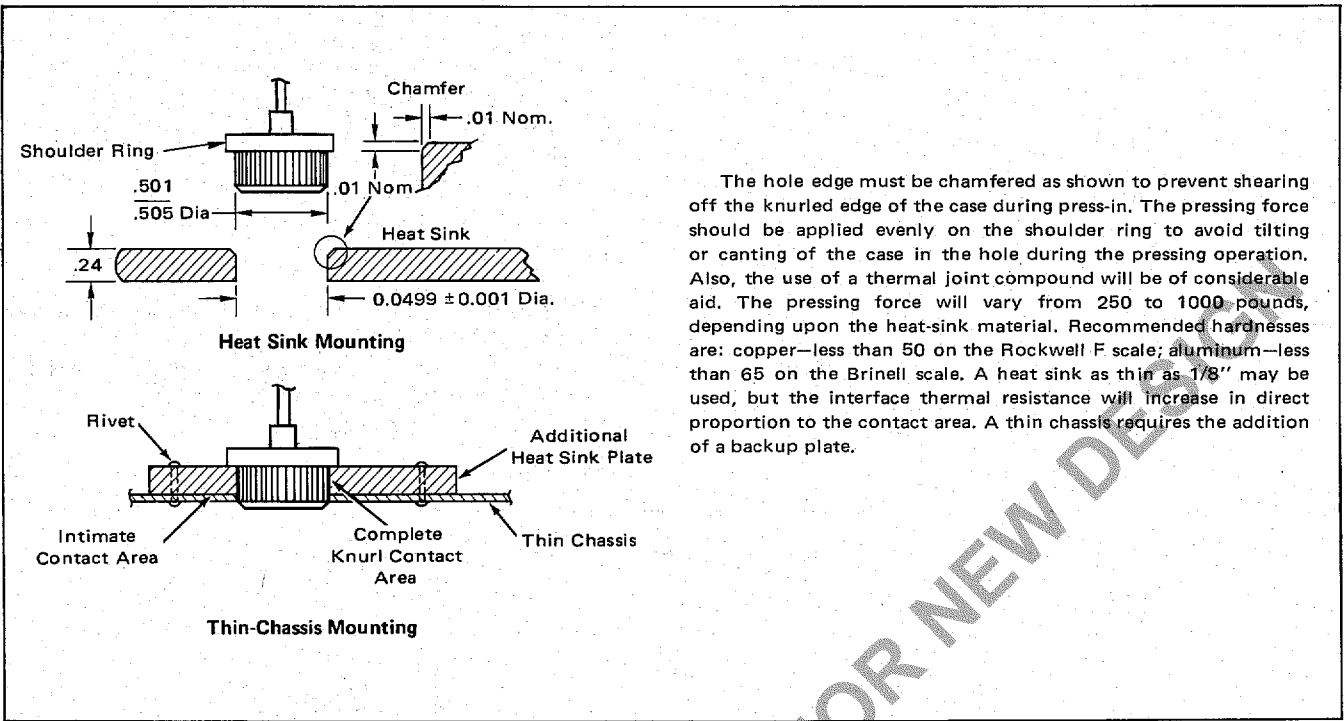 Chamfer
.01 Nom.
Shoulder Ring
.501
.505 Dia
.01 Nom
Heat Sink
.24
0.0499 ±0.001 Dia.
Heat Sink Mounting
Rivet
Additional
Heat Sink Plate
Intimate
Contact Area
Complete
Knurl Contact
Area
Thin Chassis
Thin-Chassis Mounting
The hole edge must be chamfered as shown to prevent shearing
off the knurled edge of the case during press-in. The pressing force
should be applied evenly on the shoulder ring to avoid tilting
or canting of the case in the hole during the pressing operation.
Also, the use of a thermal joint compound will be of considerable
aid. The pressing force will vary from 250 to 1000 pounds,
depending upon the heat-sink material. Recommended hardnesses
are: copper—less than 50 on the Rockwell F scale; aluminum—less
than 65 on the Brinell scale. A heat sink as thin as 1/8" may be
used, but the interface thermal resistance will increase in direct
proportion to the contact area. A thin chassis requires the addition
of a backup plate.
OR NEW DESIGN